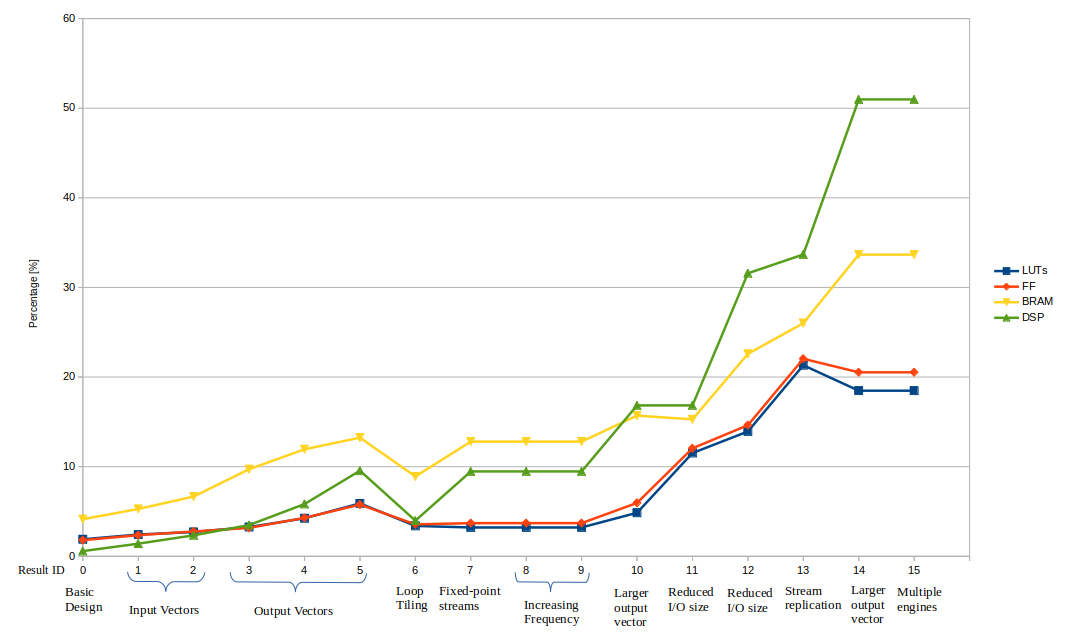 60
50
40
30
20
10
0
Percentage [%]
LUTs
FF
BRAM
DSP
Result ID 0 1 2 3 4 5 6 7 8 9 10 11 12 13 14 15
Basic
Design
Input Vectors
Output Vectors
Loop
Tiling
Fixed-point
streams
Increasing
Frequency
Larger
output
vector
Reduced
I/O size
Reduced
I/O size
Stream
replication
Larger
output
vector
Multiple
engines